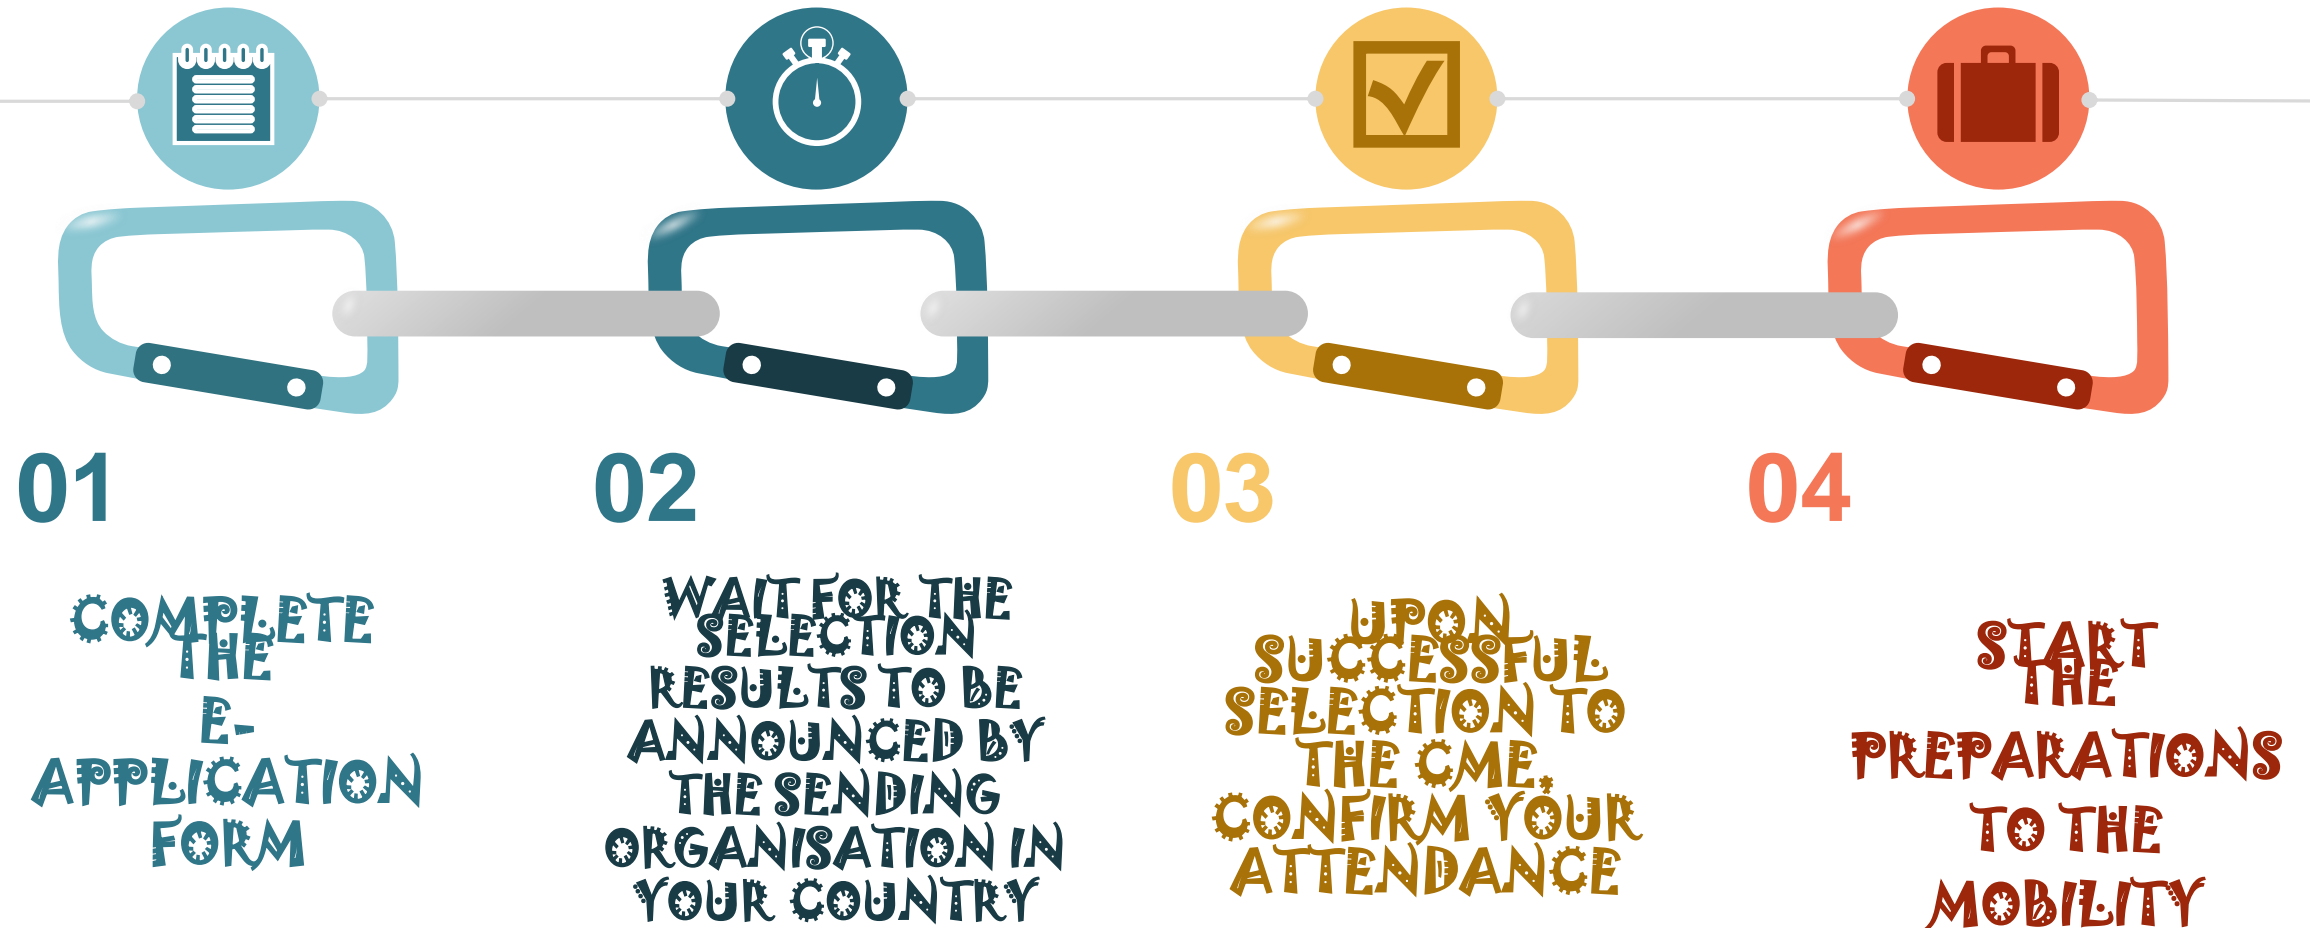 01
COMPLETE
THE
E-
APPLICATION
FORM
02
WAIT FOR THE
SELECTION
RESULTS TO BE
ANNOUNCED BY
THE SENDING
ORGANISATION IN
YOUR COUNTRY
03
UPON
SUCCESSFUL
SELECTION TO
THE CME,
CONFIRM YOUR
ATTENDANCE
04
START
THE
PREPARATIONS
TO THE
MOBILITY